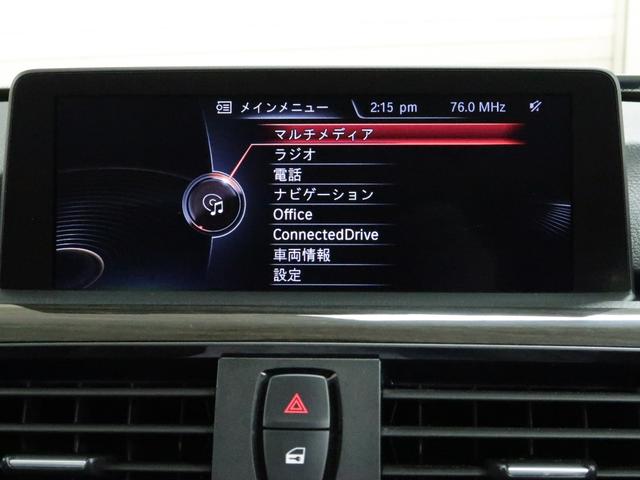 メインメニュー 2:15 pm 76.0 MHz
マルチメディア
ラジオ
電話
ナビゲーション
Office
ConnectedDrive
車両情報
設定